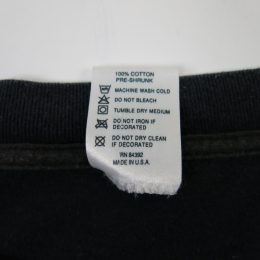 100% COTTON
PRE-SHRUNK
MACHINE WASH COLD
DO NOT BLEACH
TUMBLE DRY MEDIUM
DO NOT IRON IF
DECORATED
DO NOT DRY CLEAN
IF DECORATED
RN 84392
MADE IN U.S.A.